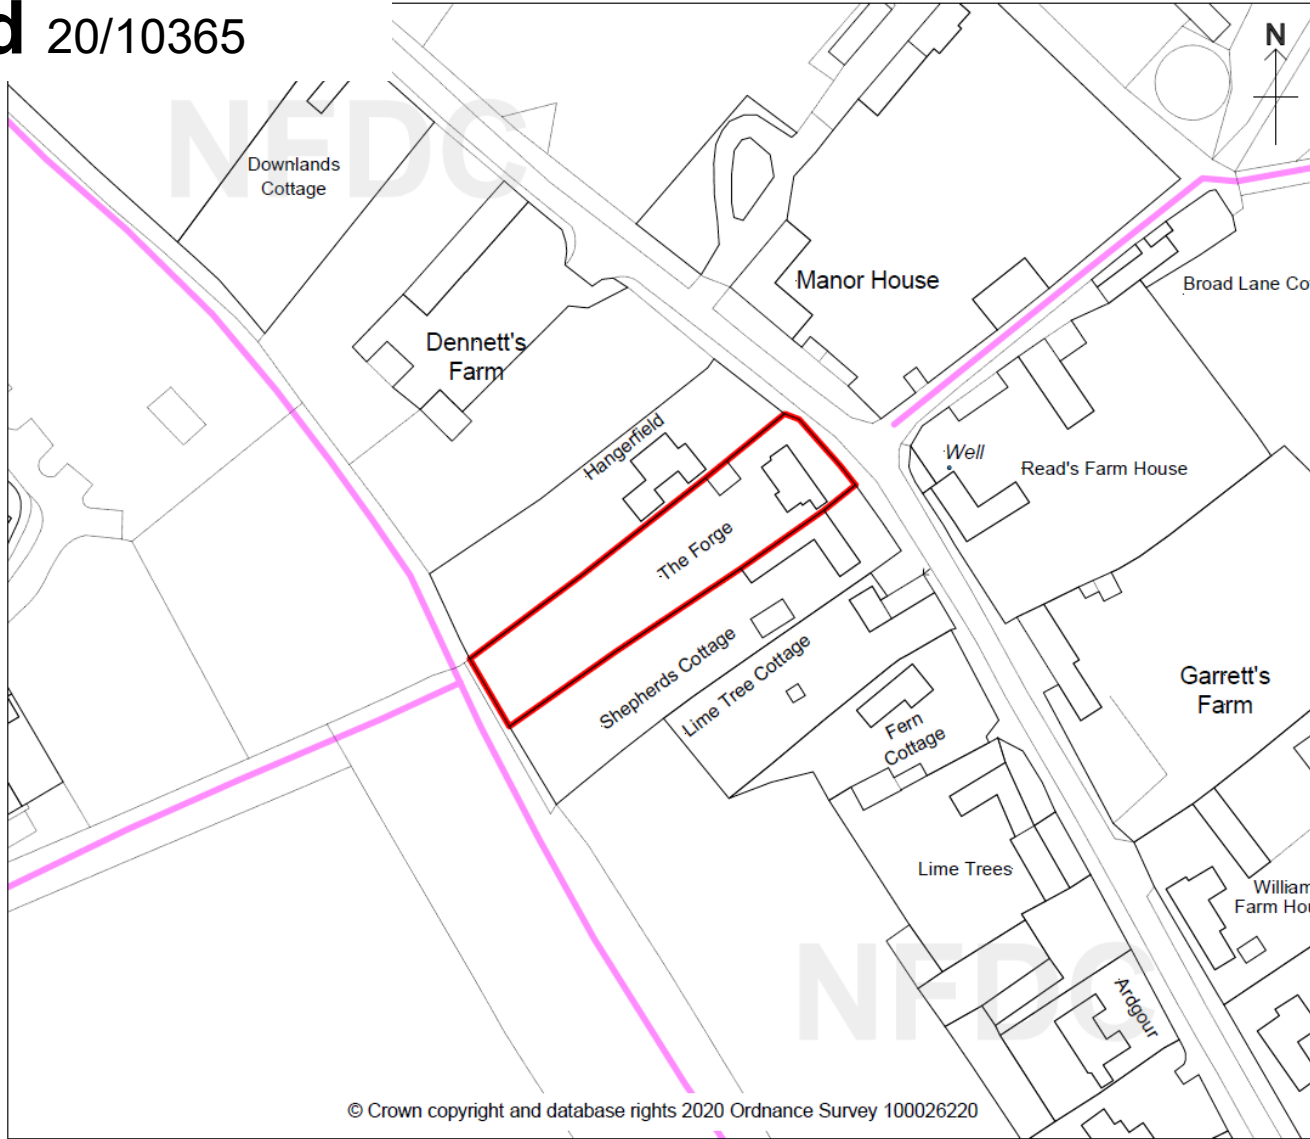 d 20/10365
N
NFDC
Downlands
Cottage
Manor House
Broad Lane Co
Dennett's
Farm
Hangerfield
Well
Read's Farm House
The Forge
Shepherds Cottage
Lime Tree Cottage
Garrett's
Farm
Fern
Cottage
Lime Trees
William
Farm Hou
NFDC
Ardgour
© Crown copyright and database rights 2020 Ordnance Survey 100026220